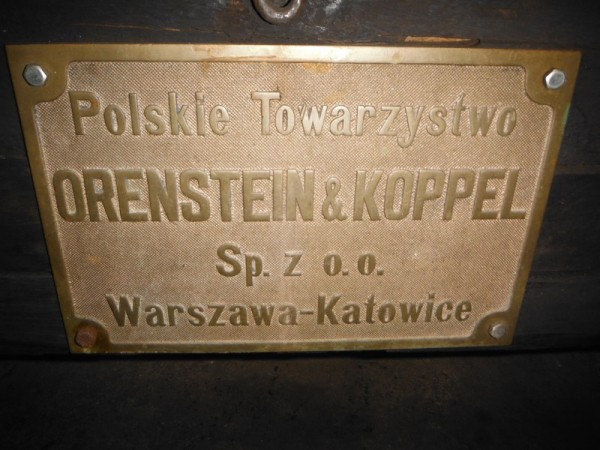 Polskie Towarzystwo
ORENSTEIN & KOPPEL
Sp. z o.o.
Warszawa-Katowice